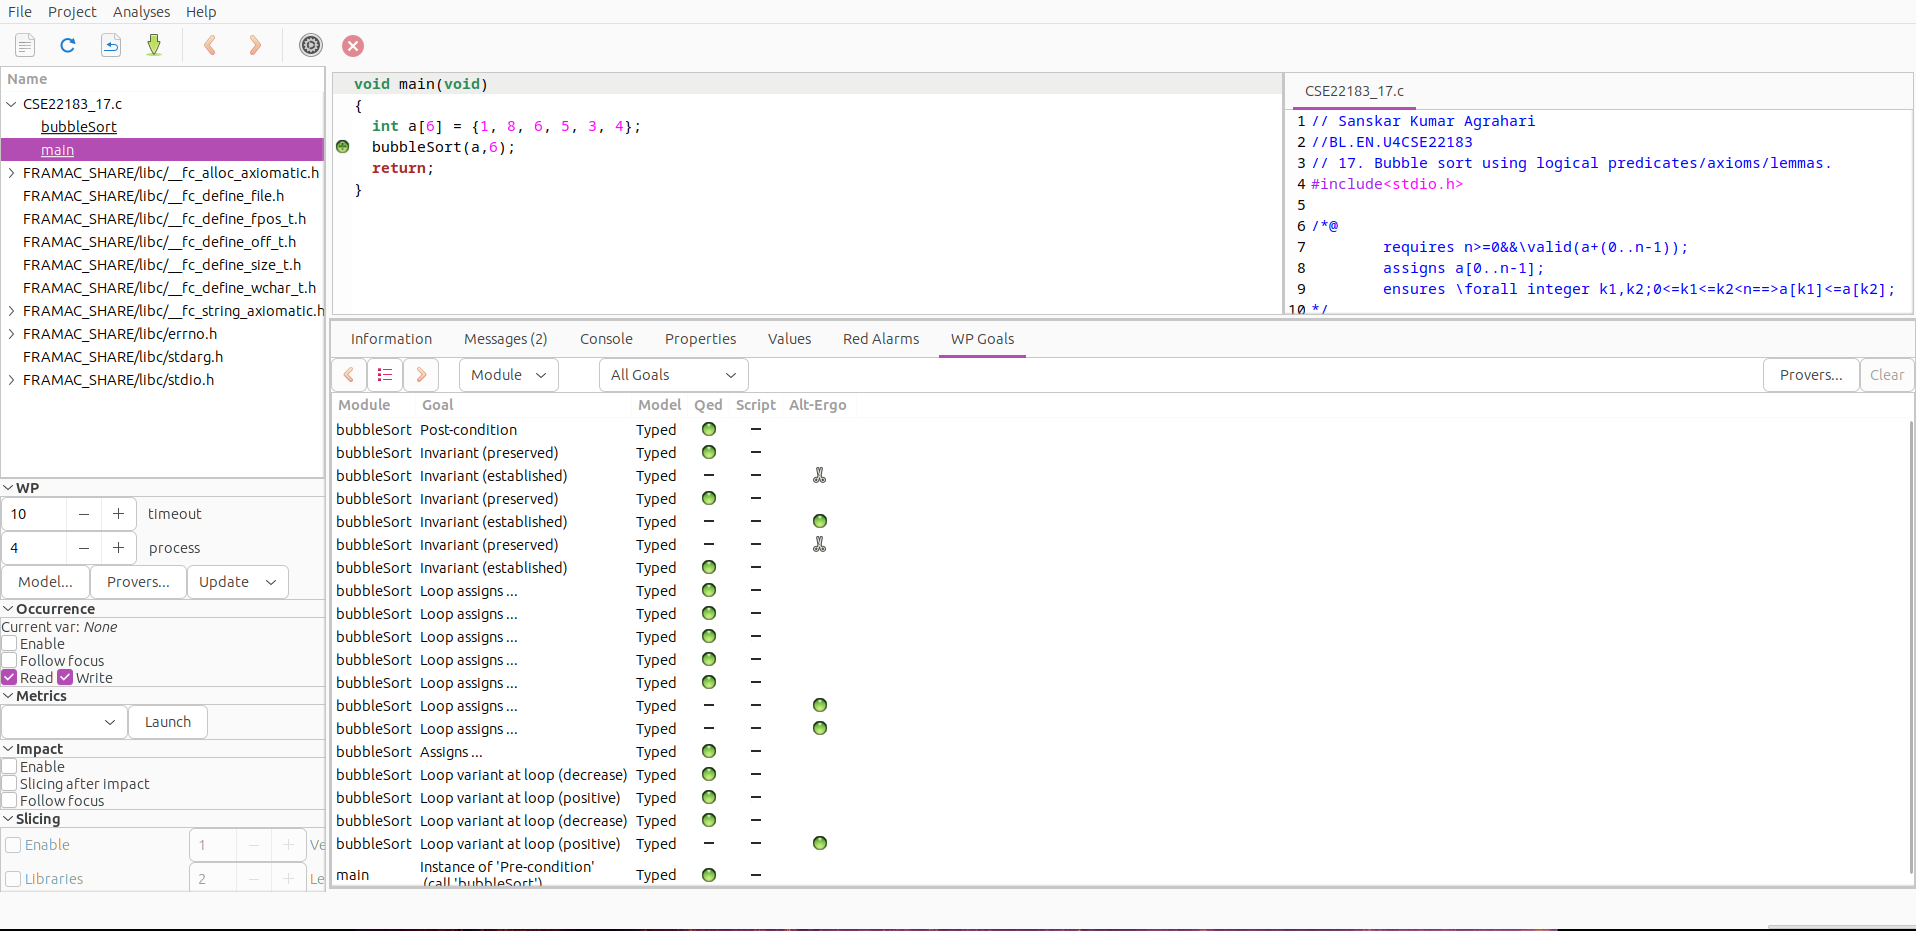 File Project Analyses Help
Name
CSE22183_17.c
bubbleSort
main
FRAMAC_SHARE/libc/__fc_alloc_axiomatic.h
FRAMAC_SHARE/libc/__fc_define_file.h
FRAMAC_SHARE/libc/__fc_define_fpos_t.h
FRAMAC_SHARE/libc/__fc_define_off_t.h
FRAMAC_SHARE/libc/__fc_define_size_t.h
FRAMAC_SHARE/libc/__fc_define_wchar_t.h
FRAMAC_SHARE/libc/__fc_string_axiomatic.h
FRAMAC_SHARE/libc/errno.h
FRAMAC_SHARE/libc/stdarg.h
FRAMAC_SHARE/libc/stdio.h
WP
10 − + timeout
4 − + process
Model... Provers... Update
Occurrence
Current var: None
Enable
Follow focus
Read Write
Metrics
Launch
Impact
Enable
Slicing after impact
Follow focus
Slicing
Enable 1 − + Ve
Libraries 2 − + Le
void main(void)
{
int a[6] = {1, 8, 6, 5, 3, 4};
bubbleSort(a,6);
return;
}
CSE22183_17.c
1 // Sanskar Kumar Agrahari
2 //BL.EN.U4CSE22183
3 // 17. Bubble sort using logical predicates/axioms/lemmas.
4 #include<stdio.h>
5
6 /*@
7 requires n>=0&&\valid(a+(0..n-1));
8 assigns a[0..n-1];
9 ensures \forall integer k1,k2;0<=k1<=k2<n==>a[k1]<=a[k2];
10 */
Information Messages (2) Console Properties Values Red Alarms WP Goals
Module All Goals Provers... Clear
Module Goal Model Qed Script Alt-Ergo
bubbleSort Post-condition Typed –
bubbleSort Invariant (preserved) Typed –
bubbleSort Invariant (established) Typed – –
bubbleSort Invariant (preserved) Typed –
bubbleSort Invariant (established) Typed – –
bubbleSort Invariant (preserved) Typed – –
bubbleSort Invariant (established) Typed –
bubbleSort Loop assigns ... Typed –
bubbleSort Loop assigns ... Typed –
bubbleSort Loop assigns ... Typed –
bubbleSort Loop assigns ... Typed –
bubbleSort Loop assigns ... Typed –
bubbleSort Loop assigns ... Typed – –
bubbleSort Loop assigns ... Typed – –
bubbleSort Assigns ... Typed –
bubbleSort Loop variant at loop (decrease) Typed –
bubbleSort Loop variant at loop (positive) Typed –
bubbleSort Loop variant at loop (decrease) Typed –
bubbleSort Loop variant at loop (positive) Typed – –
main Instance of 'Pre-condition' Typed –
(call 'bubbleSort')